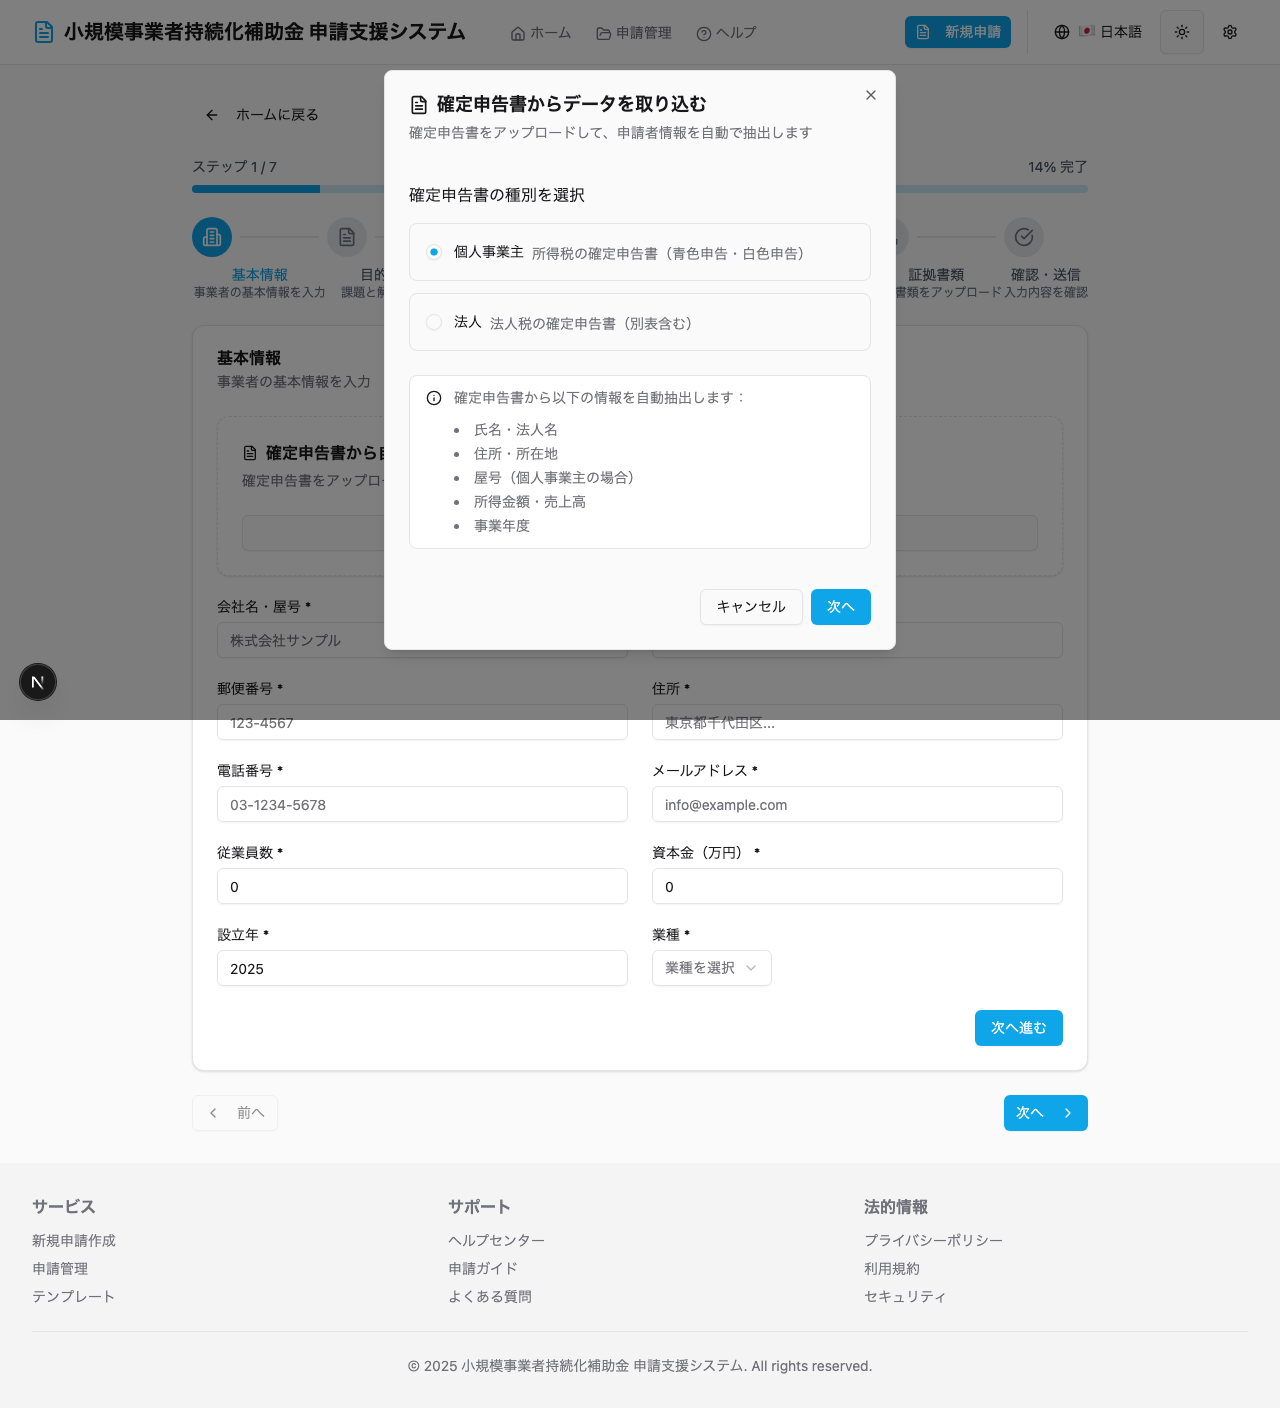 小規模事業者持続化補助金 申請支援システム
ホーム
申請管理
ヘルプ
新規申請
日本語
ホームに戻る
ステップ 1 / 7
14% 完了
基本情報
事業者の基本情報を入力
目的
課題と解
証拠書類
書類をアップロード
確認・送信
入力内容を確認
確定申告書からデータを取り込む
確定申告書をアップロードして、申請者情報を自動で抽出します
確定申告書の種別を選択
個人事業主 所得税の確定申告書（青色申告・白色申告）
法人 法人税の確定申告書（別表含む）
確定申告書から以下の情報を自動抽出します：
• 氏名・法人名
• 住所・所在地
• 屋号（個人事業主の場合）
• 所得金額・売上高
• 事業年度
キャンセル
次へ
基本情報
事業者の基本情報を入力
確定申告書から
確定申告書をアップロー
会社名・屋号 *
株式会社サンプル
郵便番号 *
123-4567
住所 *
東京都千代田区...
電話番号 *
03-1234-5678
メールアドレス *
info@example.com
従業員数 *
0
資本金（万円） *
0
設立年 *
2025
業種 *
業種を選択
次へ進む
前へ
次へ
サービス
新規申請作成
申請管理
テンプレート
サポート
ヘルプセンター
申請ガイド
よくある質問
法的情報
プライバシーポリシー
利用規約
セキュリティ
© 2025 小規模事業者持続化補助金 申請支援システム. All rights reserved.
N